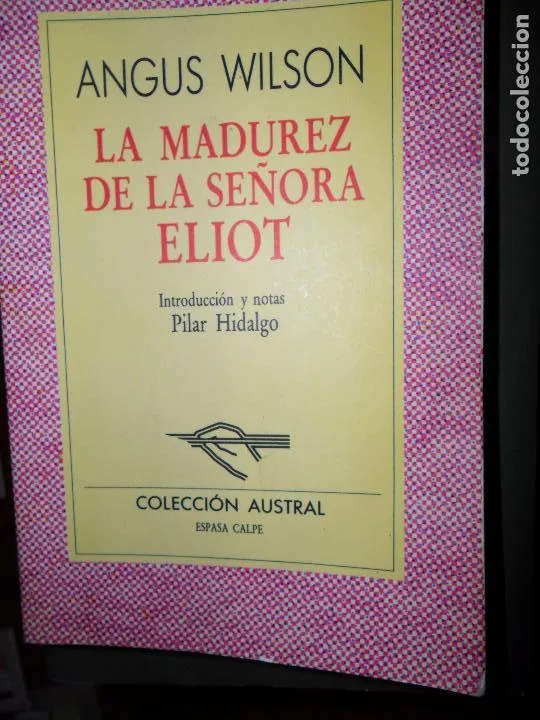 ANGUS WILSON
LA MADUREZ
DE LA SEÑORA
ELIOT
Introducción y notas
Pilar Hidalgo
COLECCIÓN AUSTRAL
ESPASA CALPE
todocoleccion